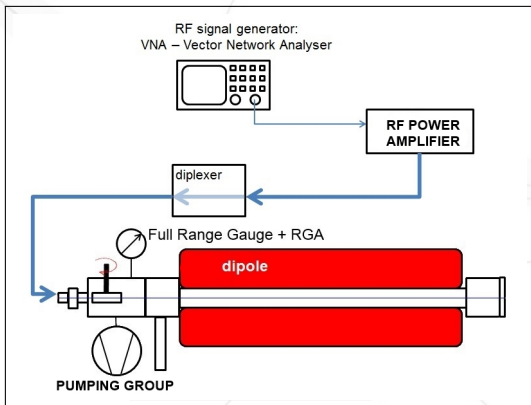 RF signal generator:
VNA – Vector Network Analyser
RF POWER
AMPLIFIER
diplexer
Full Range Gauge + RGA
dipole
PUMPING GROUP